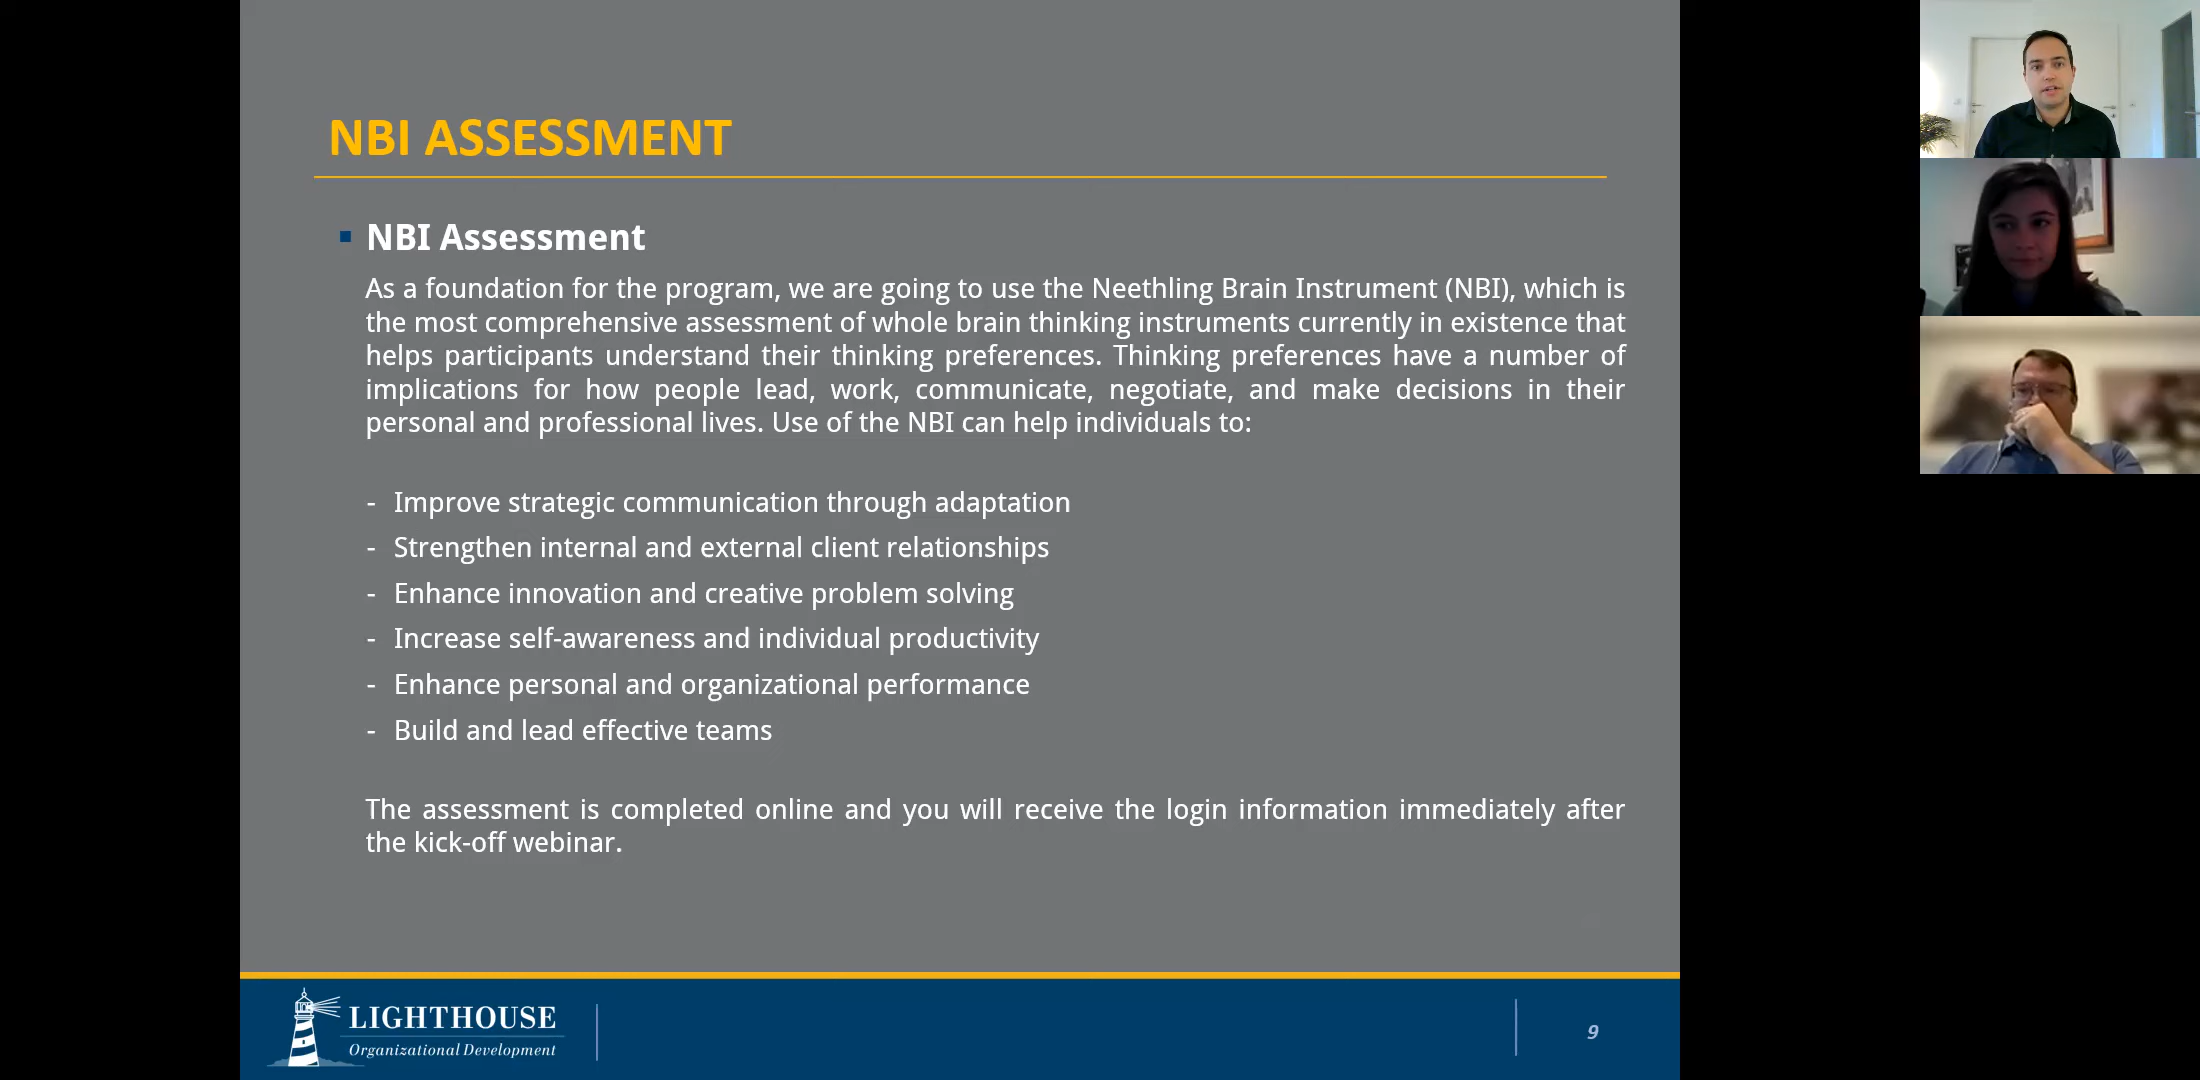 NBI ASSESSMENT
NBI Assessment
As a foundation for the program, we are going to use the Neethling Brain Instrument (NBI), which is
the most comprehensive assessment of whole brain thinking instruments currently in existence that
helps participants understand their thinking preferences. Thinking preferences have a number of
implications for how people lead, work, communicate, negotiate, and make decisions in their
personal and professional lives. Use of the NBI can help individuals to:
- Improve strategic communication through adaptation
- Strengthen internal and external client relationships
- Enhance innovation and creative problem solving
- Increase self-awareness and individual productivity
- Enhance personal and organizational performance
- Build and lead effective teams
The assessment is completed online and you will receive the login information immediately after
the kick-off webinar.
LIGHTHOUSE
Organizational Development
9